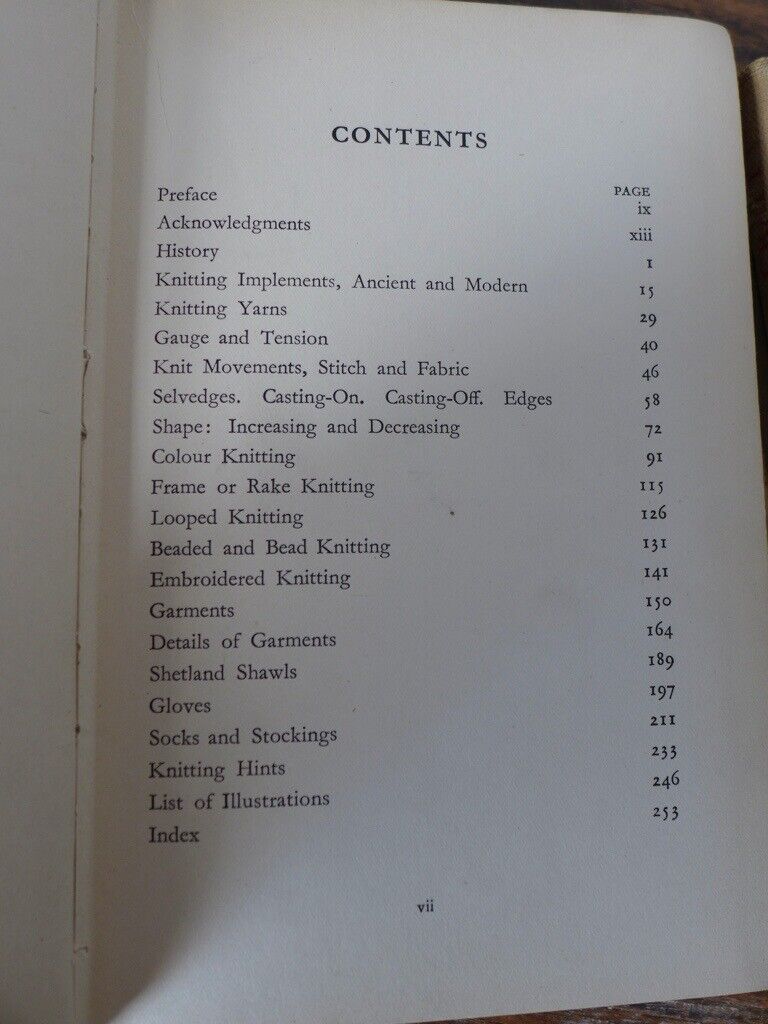 CONTENTS
PAGE
Preface ix
Acknowledgments xiii
History 1
Knitting Implements, Ancient and Modern 15
Knitting Yarns 29
Gauge and Tension 40
Knit Movements, Stitch and Fabric 46
Selvedges. Casting-On. Casting-Off. Edges 58
Shape: Increasing and Decreasing 72
Colour Knitting 91
Frame or Rake Knitting 115
Looped Knitting 126
Beaded and Bead Knitting 131
Embroidered Knitting 141
Garments 150
Details of Garments 164
Shetland Shawls 189
Gloves 197
Socks and Stockings 211
Knitting Hints 233
List of Illustrations 246
Index 253
vii